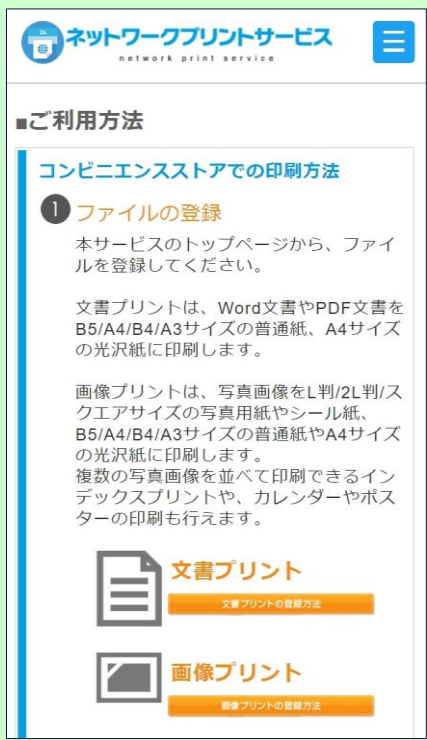 24
ネットワークプリントサービス
network print service
■ご利用方法
コンビニエンスストアでの印刷方法
1 ファイルの登録
本サービスのトップページから、ファイ
ルを登録してください。
文書プリントは、Word文書やPDF文書を
B5/A4/B4/A3サイズの普通紙、A4サイズ
の光沢紙に印刷します。
画像プリントは、写真画像をL判/2L判/ス
クエアサイズの写真用紙やシール紙、
B5/A4/B4/A3サイズの普通紙やA4サイズ
の光沢紙に印刷します。
複数の写真画像を並べて印刷できるイン
デックスプリントや、カレンダーやポス
ターの印刷も行えます。
文書プリント
文書プリントの登録方法
画像プリント
画像プリントの登録方法